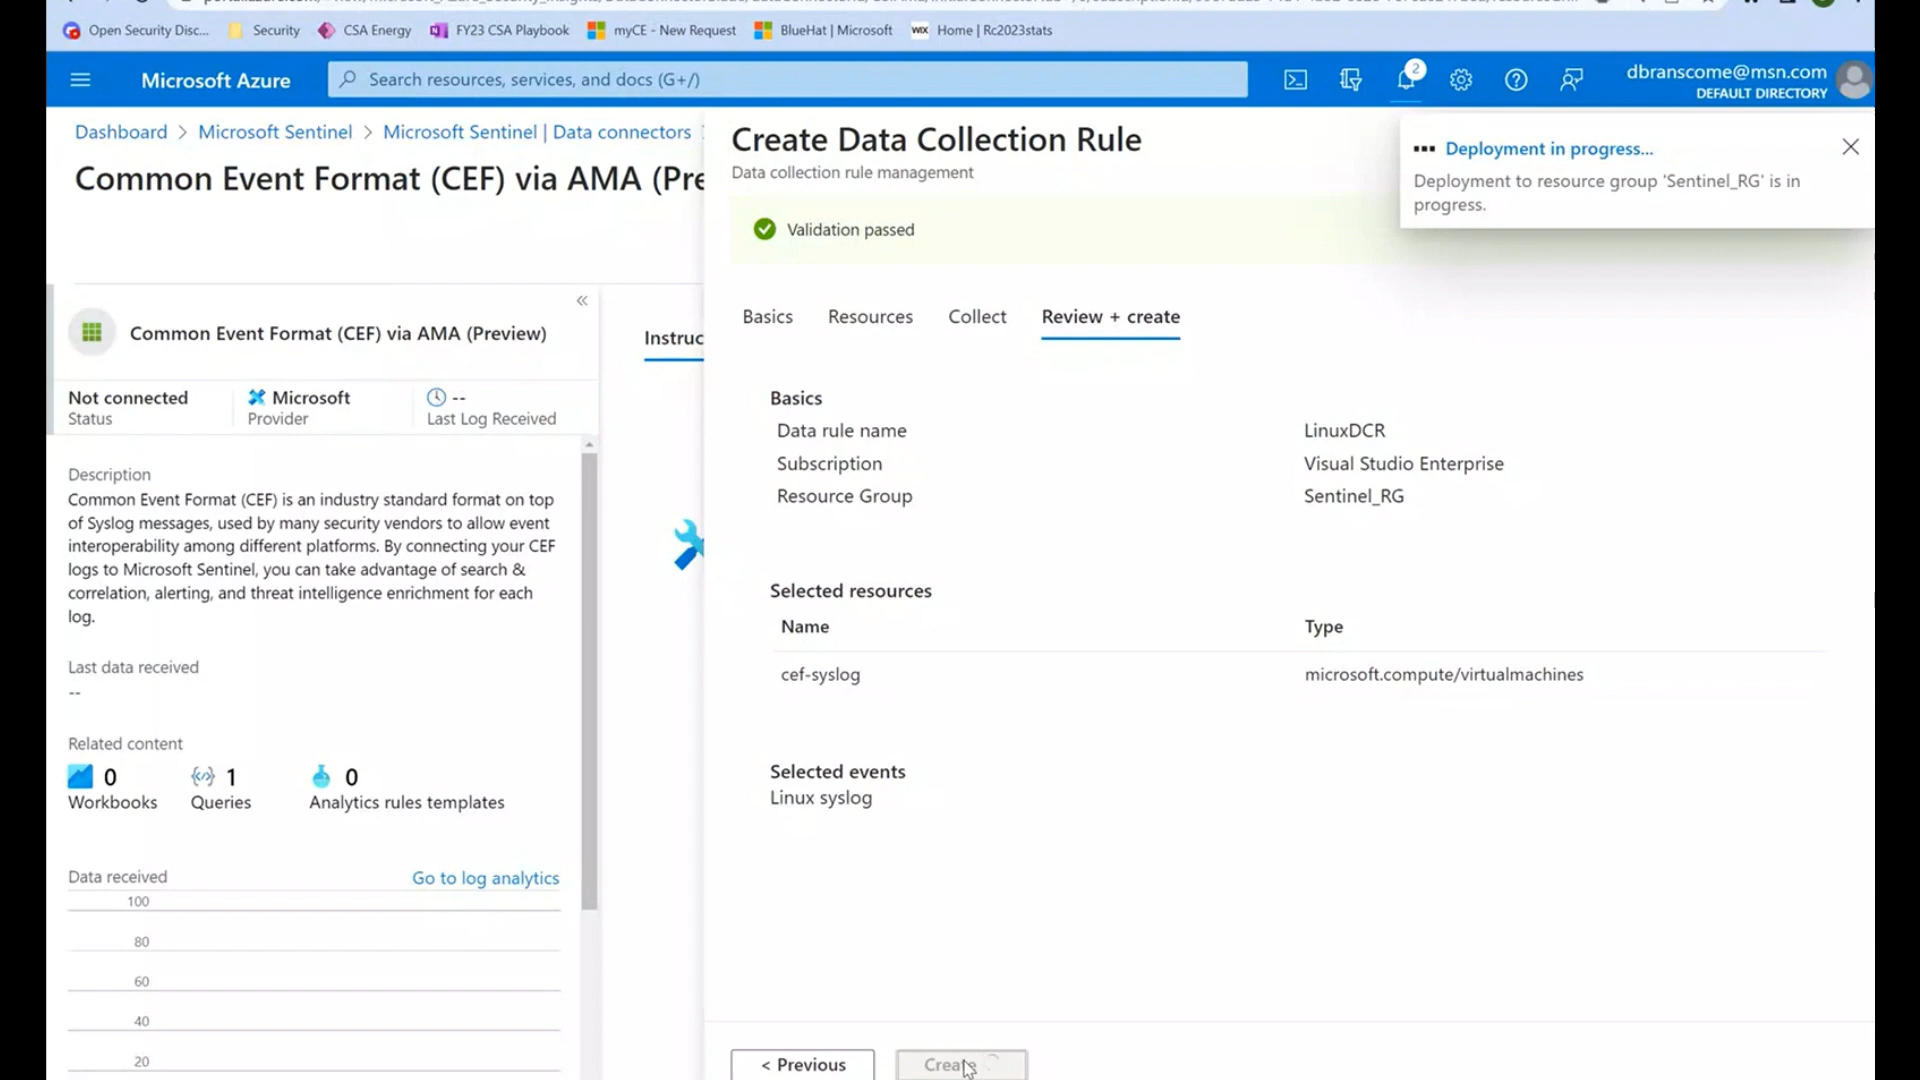 Open Security Disc...
Security
CSA Energy
FY23 CSA Playbook
myCE - New Request
BlueHat | Microsoft
WIX Home | Rc2023stats
Microsoft Azure
Search resources, services, and docs (G+/)
2
dbranscome@msn.com
DEFAULT DIRECTORY
Dashboard > Microsoft Sentinel > Microsoft Sentinel | Data connectors
Common Event Format (CEF) via AMA (Pre
Create Data Collection Rule
Data collection rule management
Deployment in progress...
Deployment to resource group 'Sentinel_RG' is in
progress.
Validation passed
Common Event Format (CEF) via AMA (Preview)
Not connected
Status
Microsoft
Provider
--
Last Log Received
Description
Common Event Format (CEF) is an industry standard format on top
of Syslog messages, used by many security vendors to allow event
interoperability among different platforms. By connecting your CEF
logs to Microsoft Sentinel, you can take advantage of search &
correlation, alerting, and threat intelligence enrichment for each
log.
Last data received
--
Related content
0
Workbooks
1
Queries
0
Analytics rules templates
Data received
Go to log analytics
100
80
60
40
20
Instruc
Basics
Resources
Collect
Review + create
Basics
Data rule name LinuxDCR
Subscription Visual Studio Enterprise
Resource Group Sentinel_RG
Selected resources
Name Type
cef-syslog microsoft.compute/virtualmachines
Selected events
Linux syslog
< Previous
Create